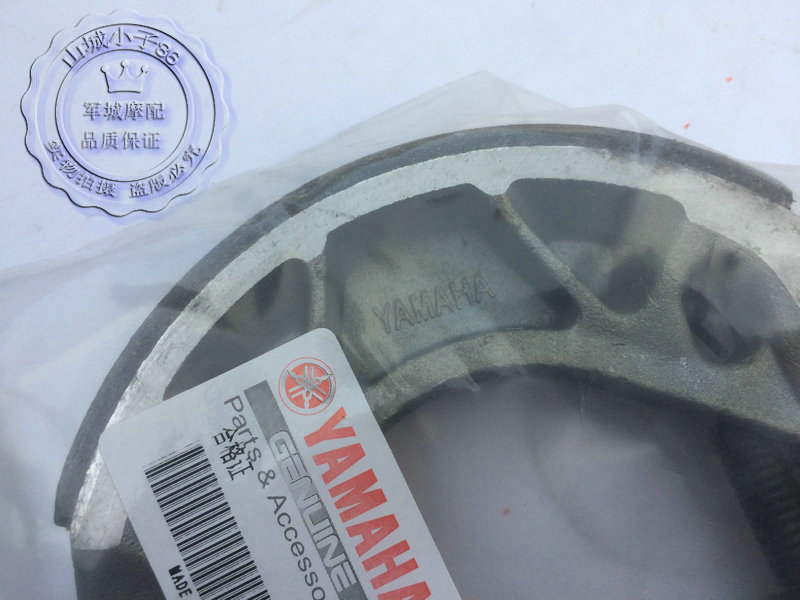 山城小子86
军城摩配
品质保证
实物拍摄 盗版必究
YAMAHA
YAMAHA
GENUINE
Parts & Accesso
合格证
MADE